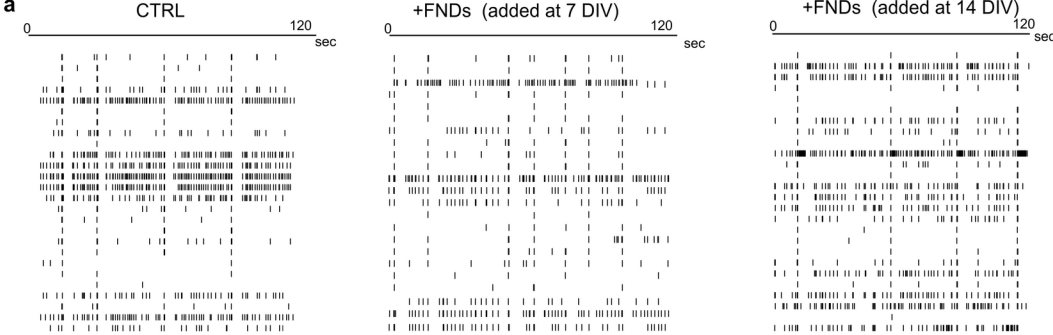 a
CTRL
0 120
sec
+FNDs (added at 7 DIV)
0 120
sec
+FNDs (added at 14 DIV)
0 120
sec